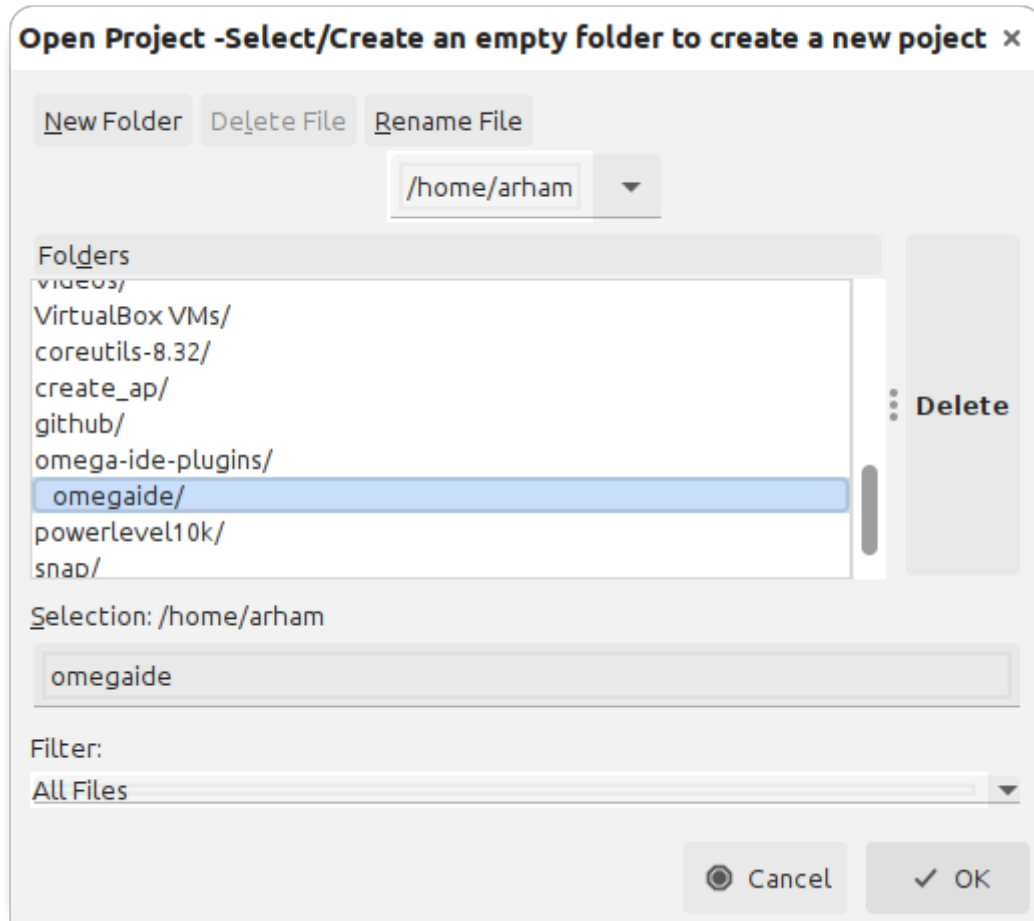 Open Project -Select/Create an empty folder to create a new poject ×
New Folder Delete File Rename File
/home/arham
Folders
Videos/
VirtualBox VMs/
coreutils-8.32/
create_ap/
github/
omega-ide-plugins/
omegaide/
powerlevel10k/
snap/
Delete
Selection: /home/arham
omegaide
Filter:
All Files
Cancel OK